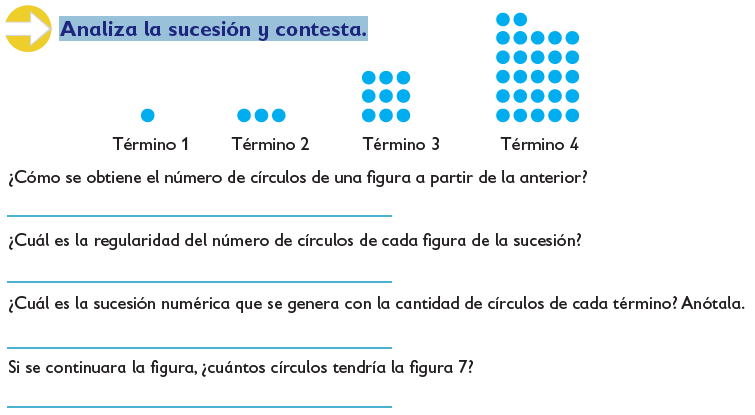 Analiza la sucesión y contesta.
Término 1 Término 2 Término 3 Término 4
¿Cómo se obtiene el número de círculos de una figura a partir de la anterior?
¿Cuál es la regularidad del número de círculos de cada figura de la sucesión?
¿Cuál es la sucesión numérica que se genera con la cantidad de círculos de cada término? Anótala.
Si se continuara la figura, ¿cuántos círculos tendría la figura 7?